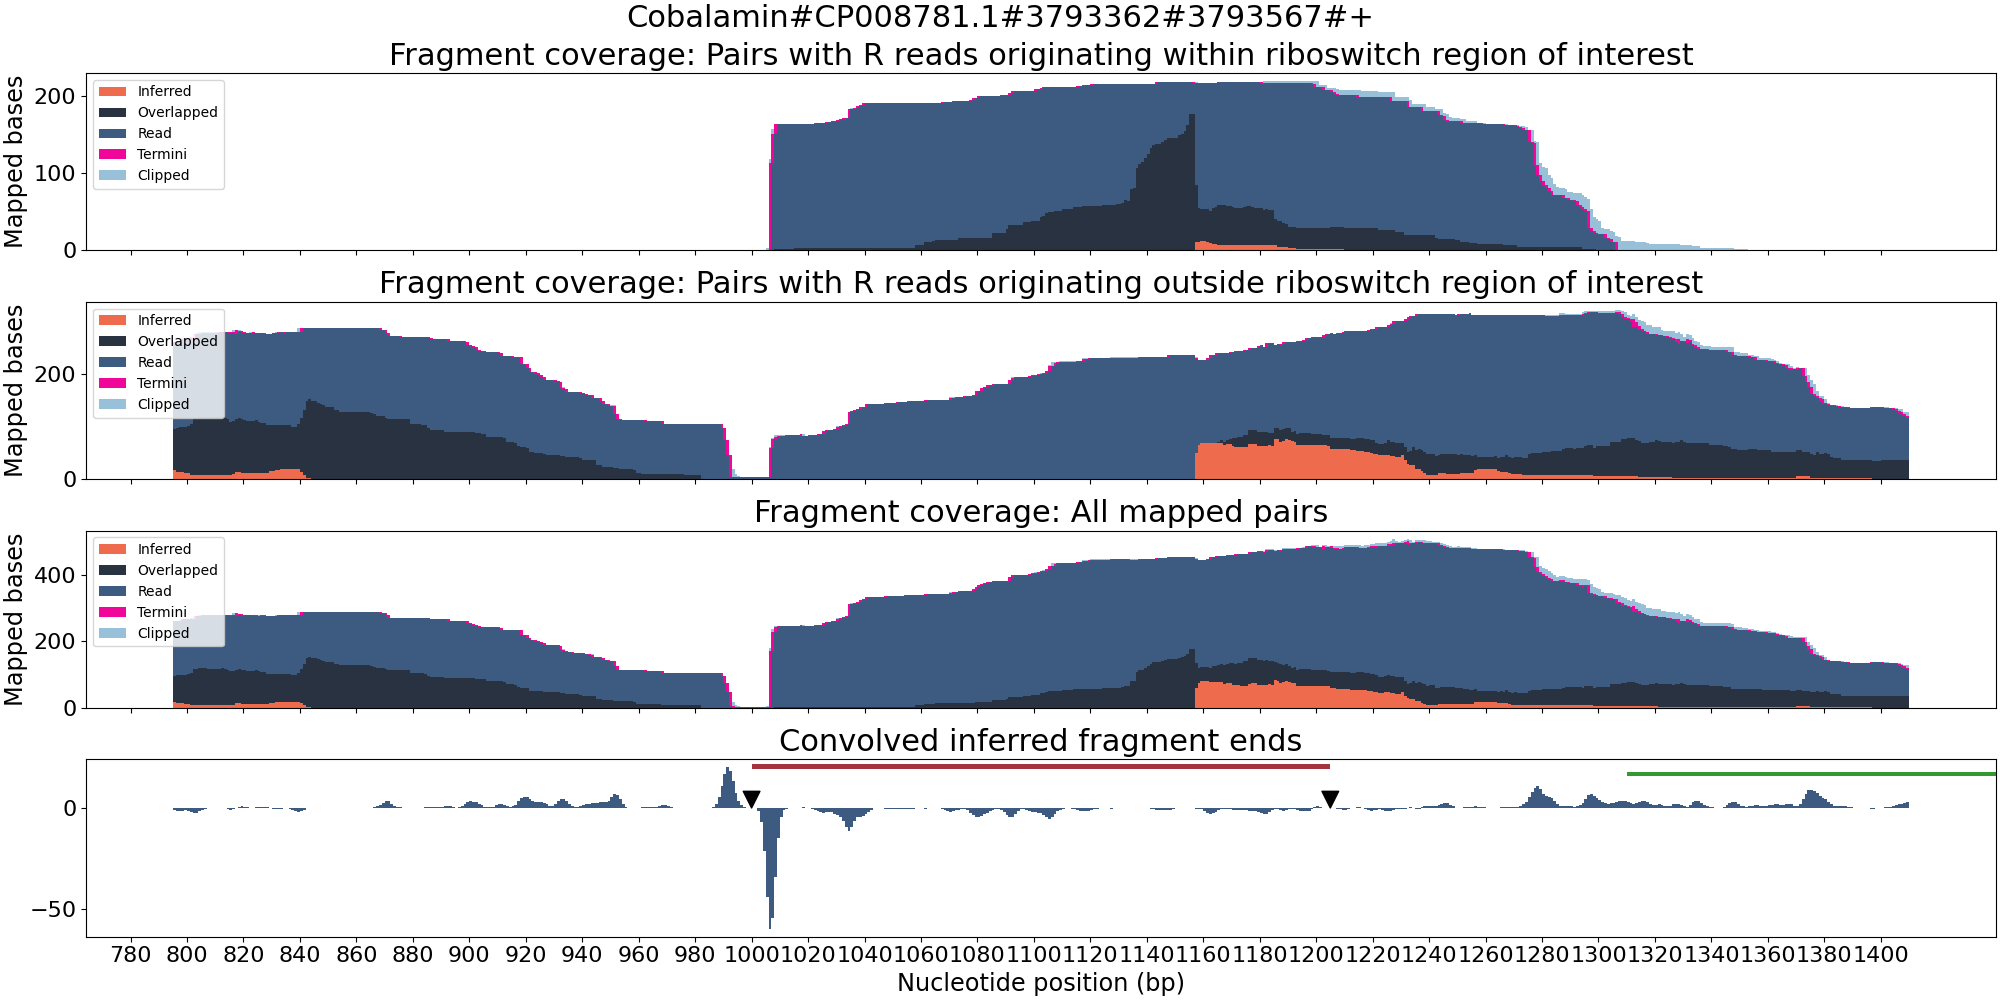 Cobalamin#CP008781.1#3793362#3793567#+
Fragment coverage: Pairs with R reads originating within riboswitch region of interest
Mapped bases
200
100
0
Inferred
Overlapped
Read
Termini
Clipped
Fragment coverage: Pairs with R reads originating outside riboswitch region of interest
Mapped bases
200
0
Inferred
Overlapped
Read
Termini
Clipped
Fragment coverage: All mapped pairs
Mapped bases
400
200
0
Inferred
Overlapped
Read
Termini
Clipped
Convolved inferred fragment ends
0
−50
780 800 820 840 860 880 900 920 940 960 980 1000 1020 1040 1060 1080 1100 1120 1140 1160 1180 1200 1220 1240 1260 1280 1300 1320 1340 1360 1380 1400
Nucleotide position (bp)